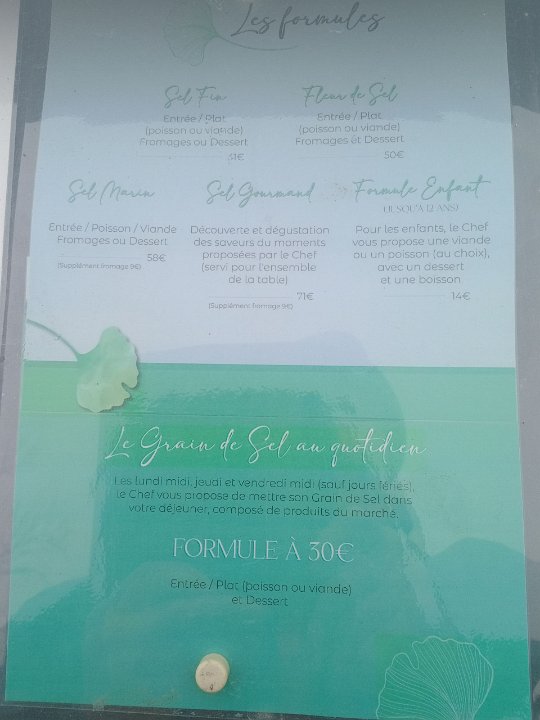 Les formules
Sel Fin
Entrée / Plat
(poisson ou viande)
Fromages ou Dessert
41€
Fleur de Sel
Entrée / Plat
(poisson ou viande)
Fromages et Dessert
50€
Sel Marin
Entrée / Poisson / Viande
Fromages ou Dessert
58€
(Supplément fromage 9€)
Sel Gourmand
Découverte et dégustation
des saveurs du moments
proposées par le Chef
(servi pour l'ensemble
de la table)
71€
(Supplément fromage 9€)
Formule Enfant
(JUSQU'À 12 ANS)
Pour les enfants, le Chef
vous propose une viande
ou un poisson (au choix),
avec un dessert
et une boisson
14€
Le Grain de Sel au quotidien
Les lundi midi, jeudi et vendredi midi (sauf jours fériés),
le Chef vous propose de mettre son Grain de Sel dans
votre déjeuner, composé de produits du marché.
FORMULE À 30€
Entrée / Plat (poisson ou viande)
et Dessert